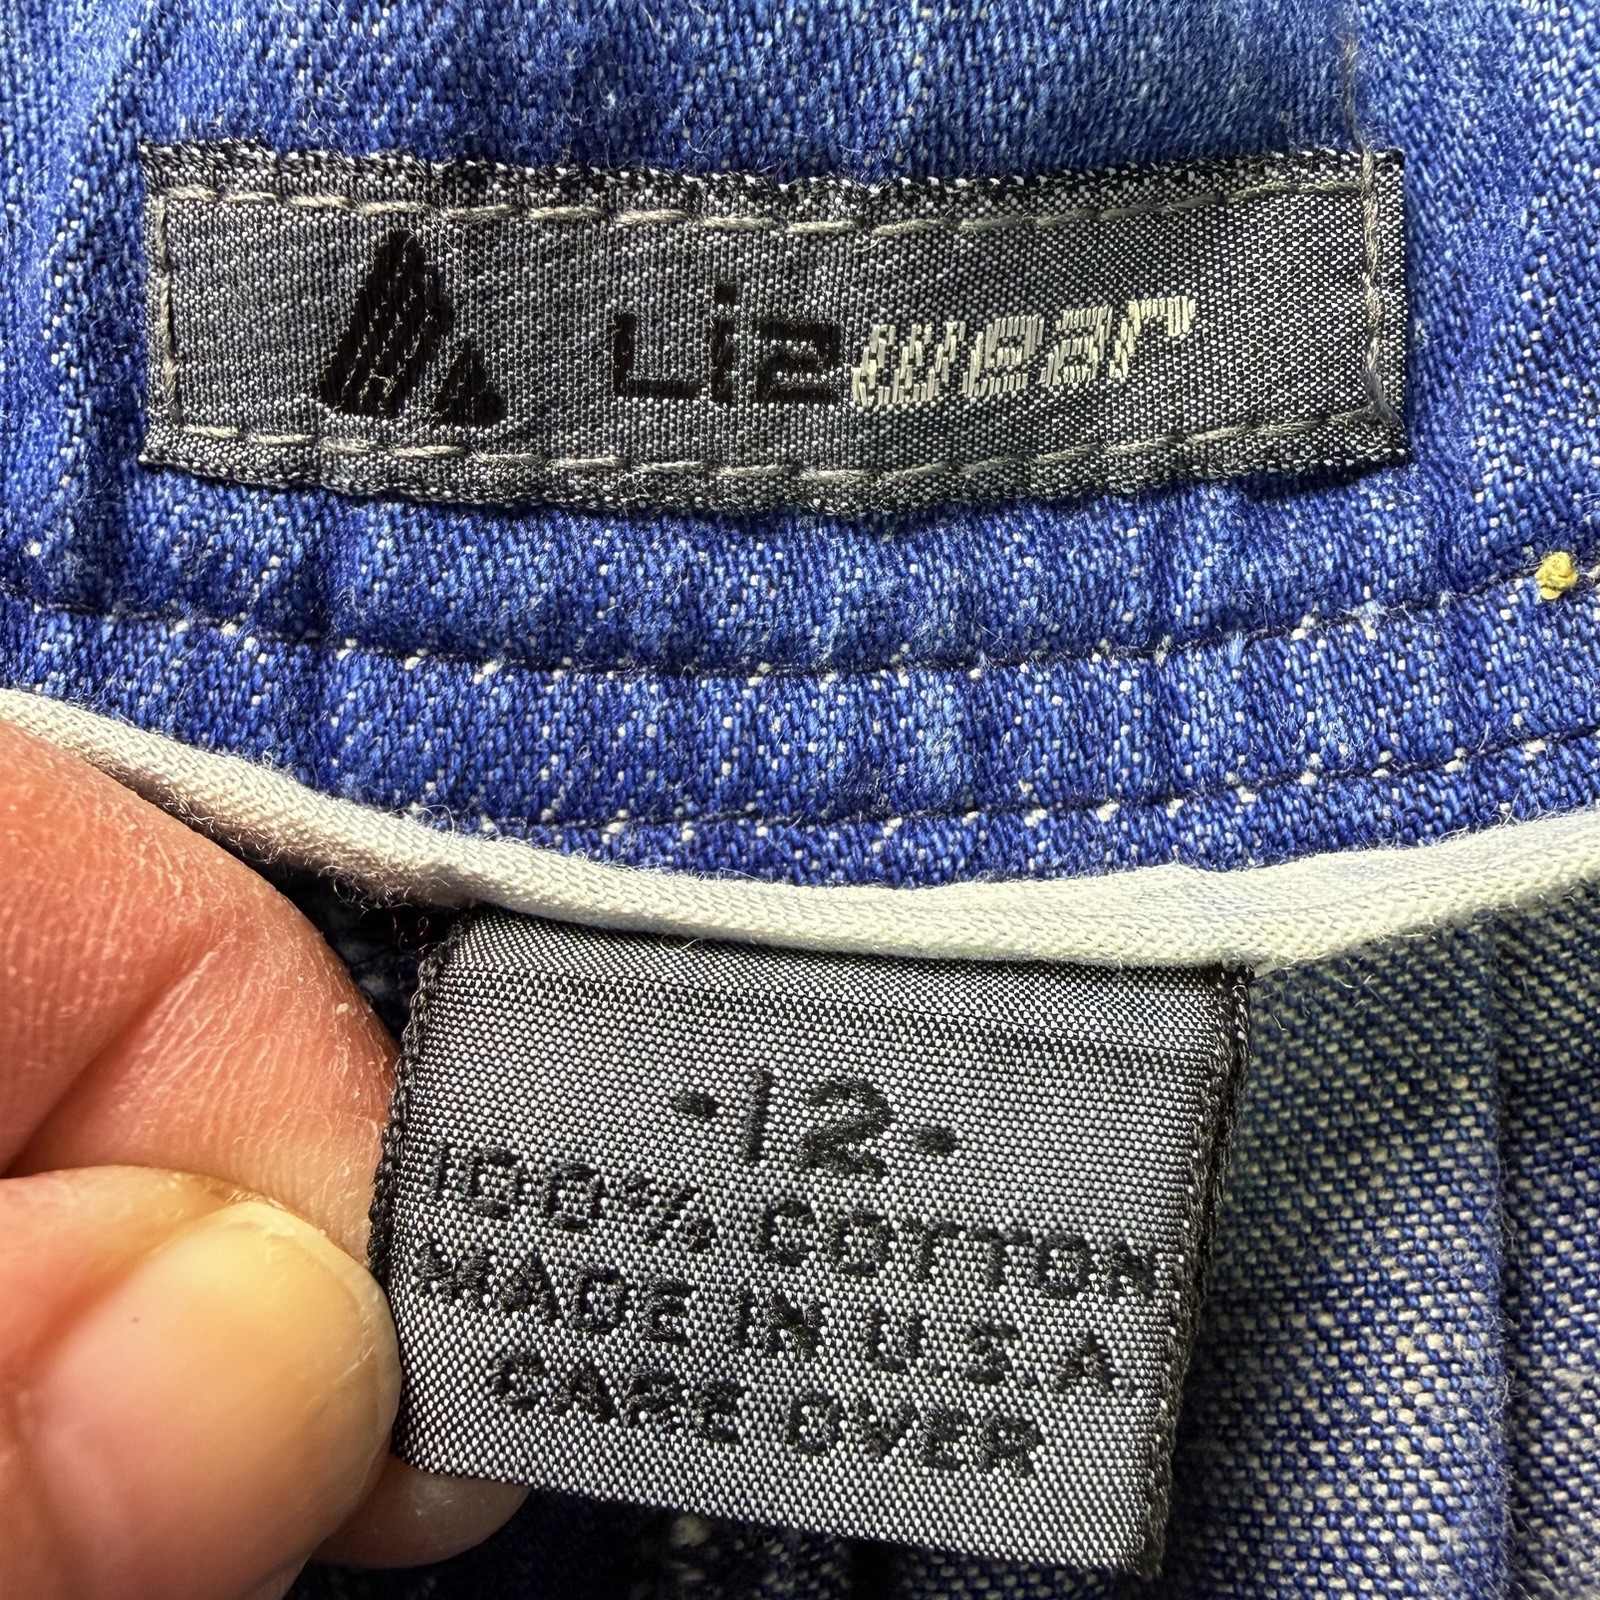 Lizwear
-12-
100% COTTON
MADE IN U.S.A.
CARE OVER